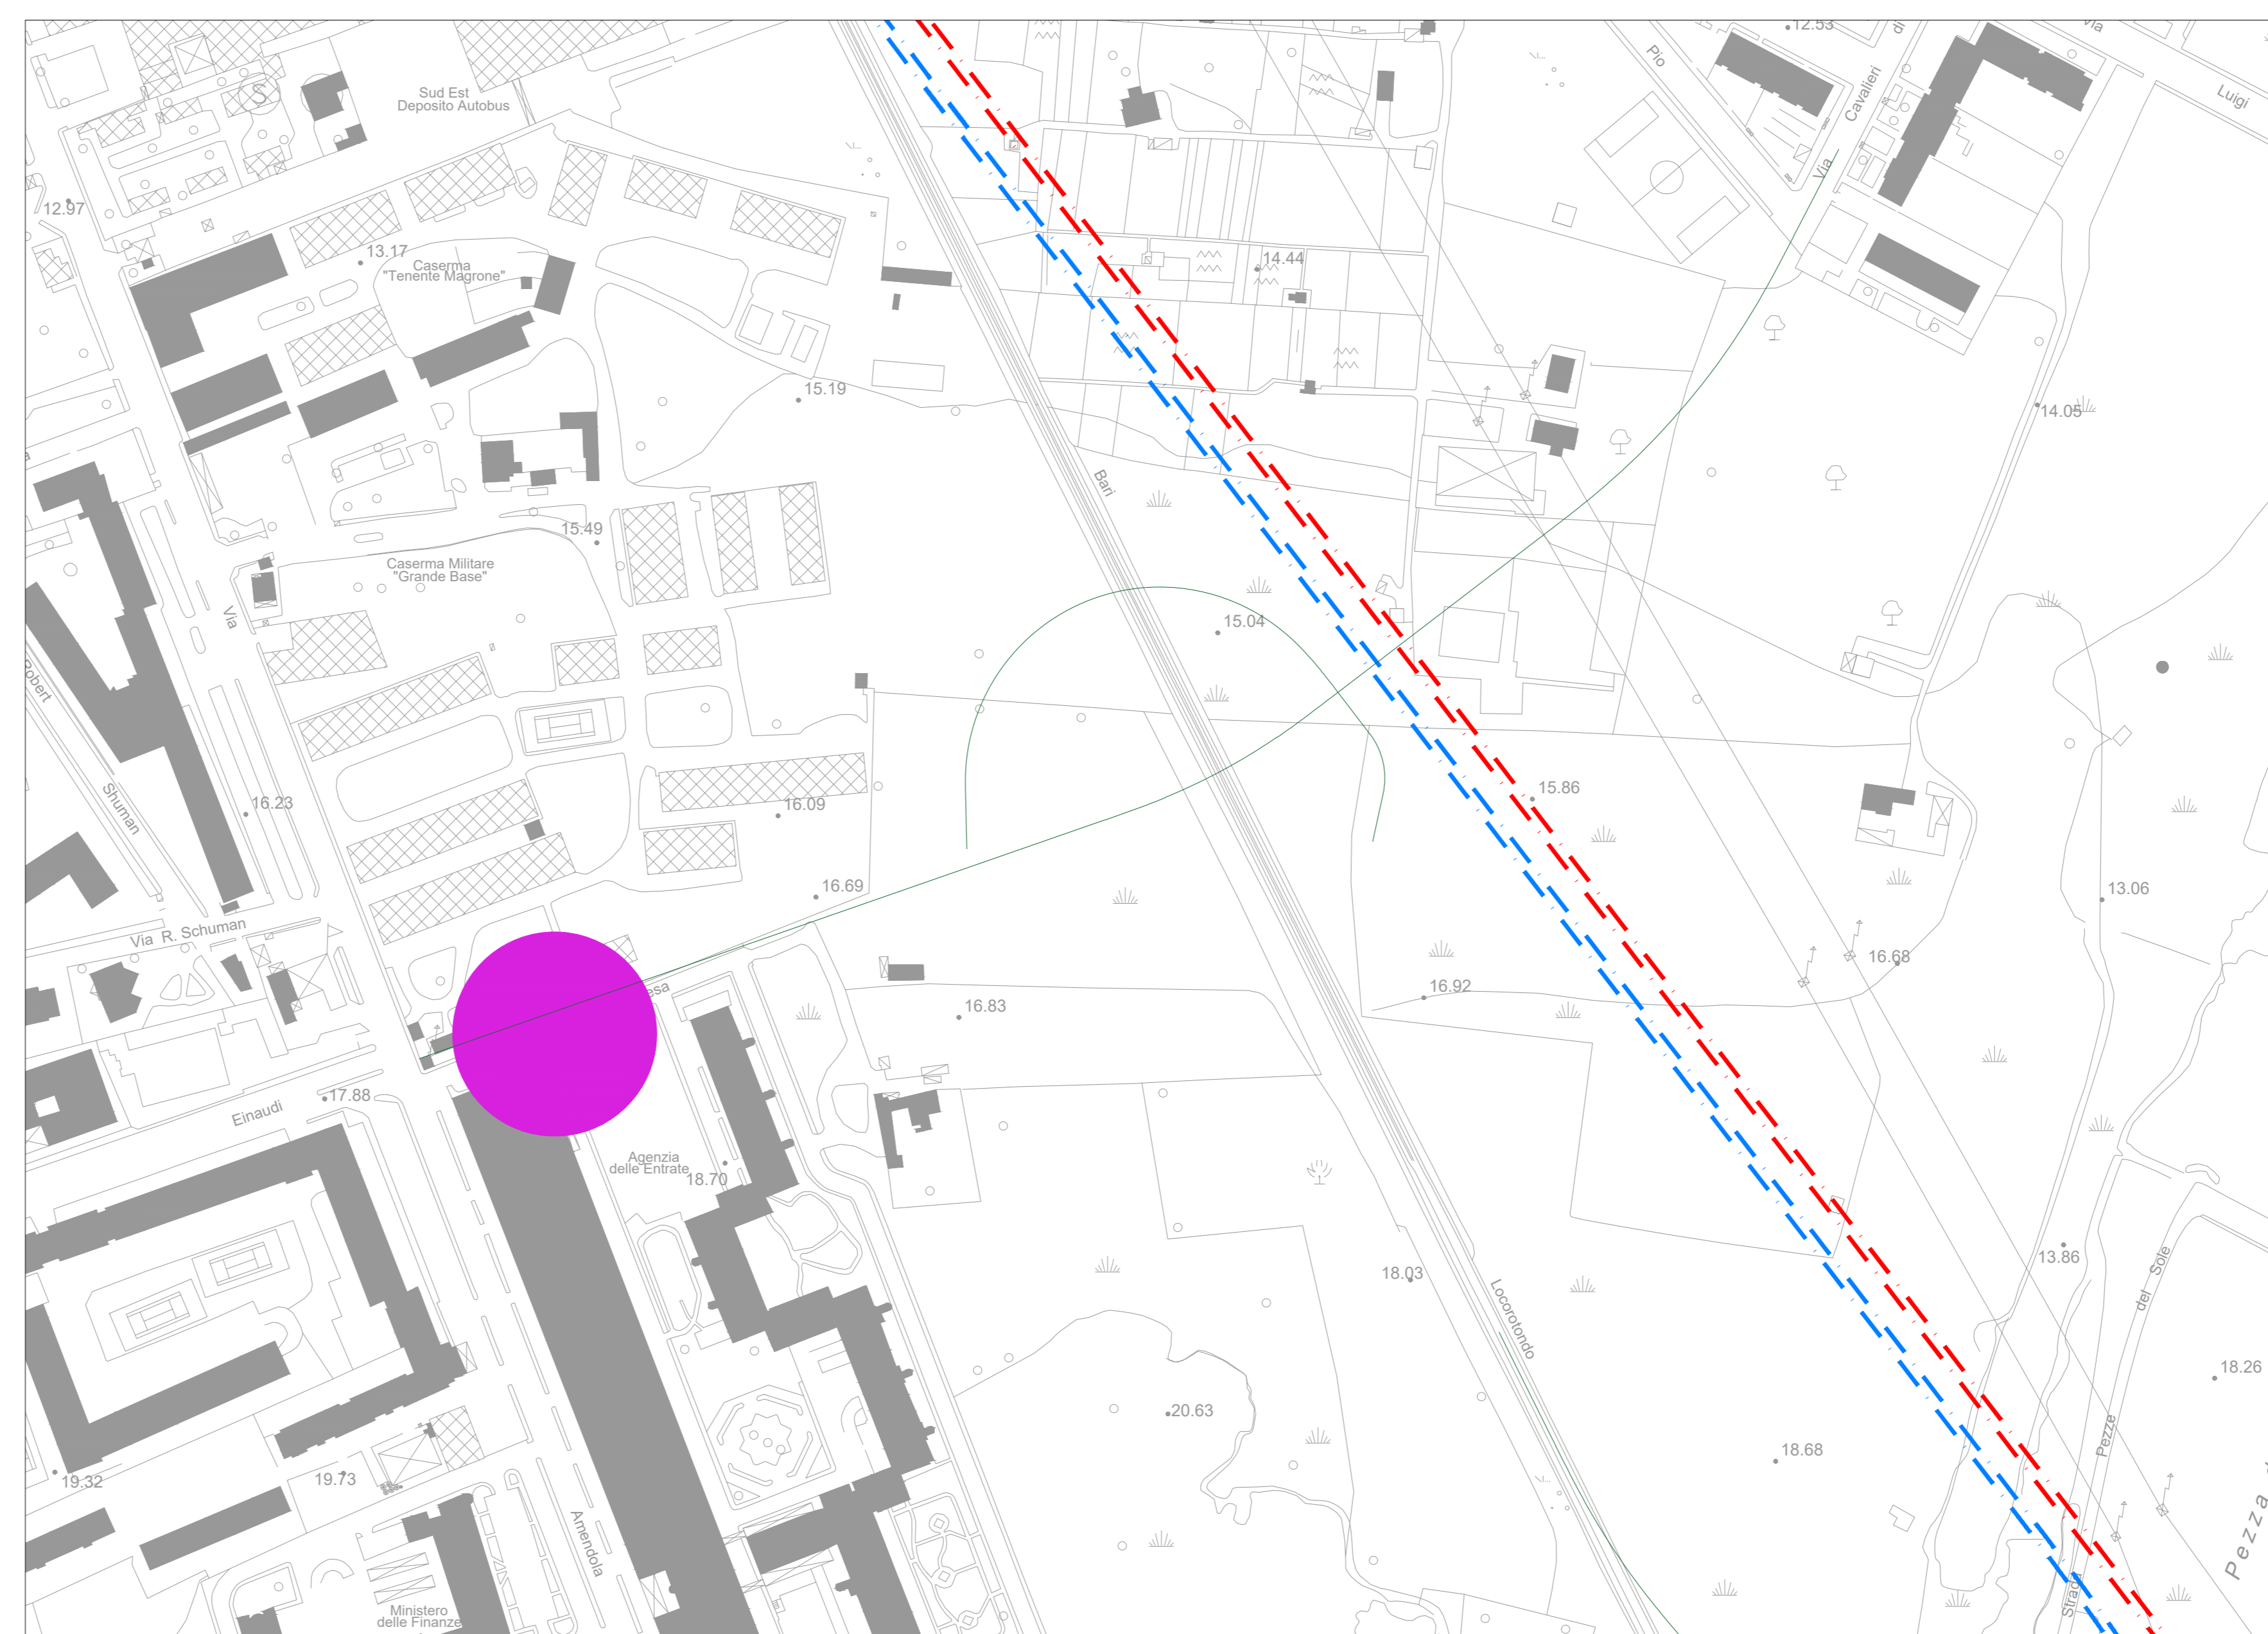 12.53
Via
di
Luigi
Pio
Cavalieri
Via
S
Sud Est
Deposito Autobus
12.97
13.17
Caserma
"Tenente Magrone"
14.44
15.19
14.05
Bari
15.49
Caserma Militare
"Grande Base"
Via
15.04
Robert
Shuman
16.23
16.09
15.86
16.69
13.06
Via R. Schuman
16.68
16.92
16.83
17.88
Einaudi
Agenzia
delle Entrate
18.70
18.03
13.86
del Sole
Locorotondo
18.26
20.63
18.68
Pezze
19.32
19.73
Amendola
Pezza
Strada
Ministero
delle Finanze